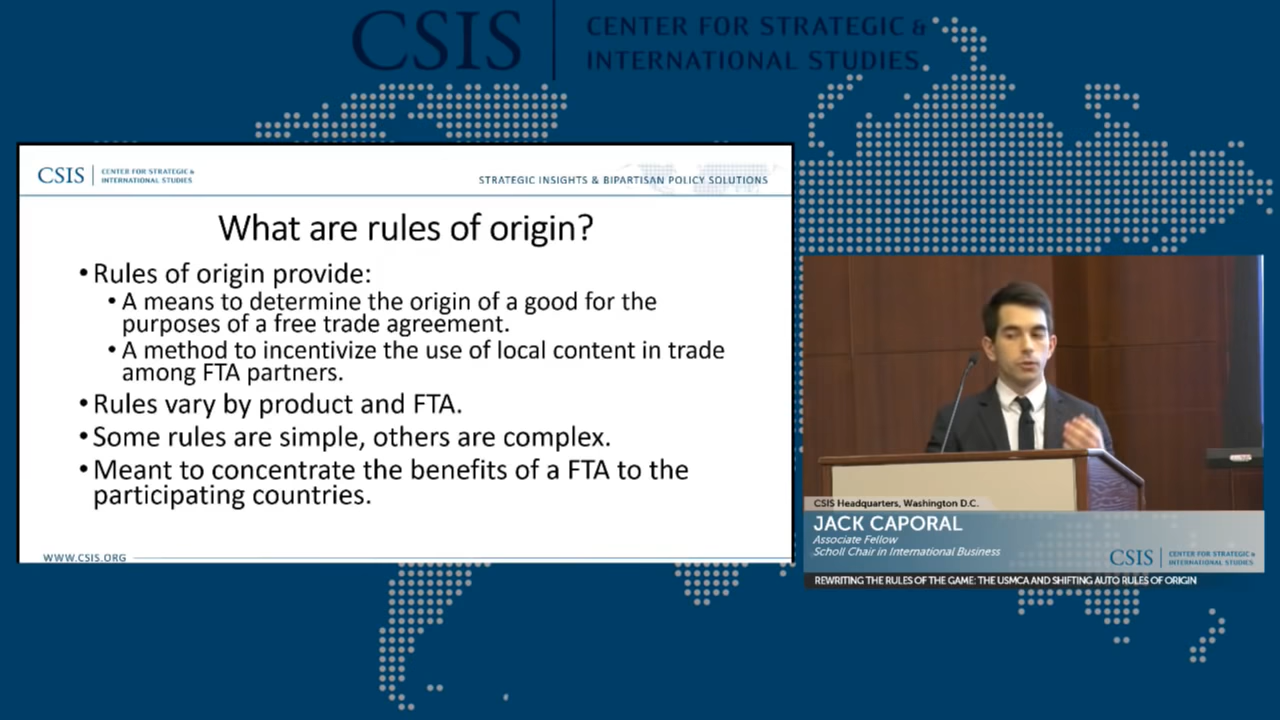 CSIS
CENTER FOR STRATEGIC &
INTERNATIONAL STUDIES
CSIS
CENTER FOR STRATEGIC &
INTERNATIONAL STUDIES
STRATEGIC INSIGHTS & BIPARTISAN POLICY SOLUTIONS
What are rules of origin?
• Rules of origin provide:
• A means to determine the origin of a good for the
purposes of a free trade agreement.
• A method to incentivize the use of local content in trade
among FTA partners.
• Rules vary by product and FTA.
• Some rules are simple, others are complex.
• Meant to concentrate the benefits of a FTA to the
participating countries.
WWW.CSIS.ORG
CSIS Headquarters, Washington D.C.
JACK CAPORAL
Associate Fellow
Scholl Chair in International Business
CSIS
CENTER FOR STRATEGIC &
INTERNATIONAL STUDIES
REWRITING THE RULES OF THE GAME: THE USMCA AND SHIFTING AUTO RULES OF ORIGIN